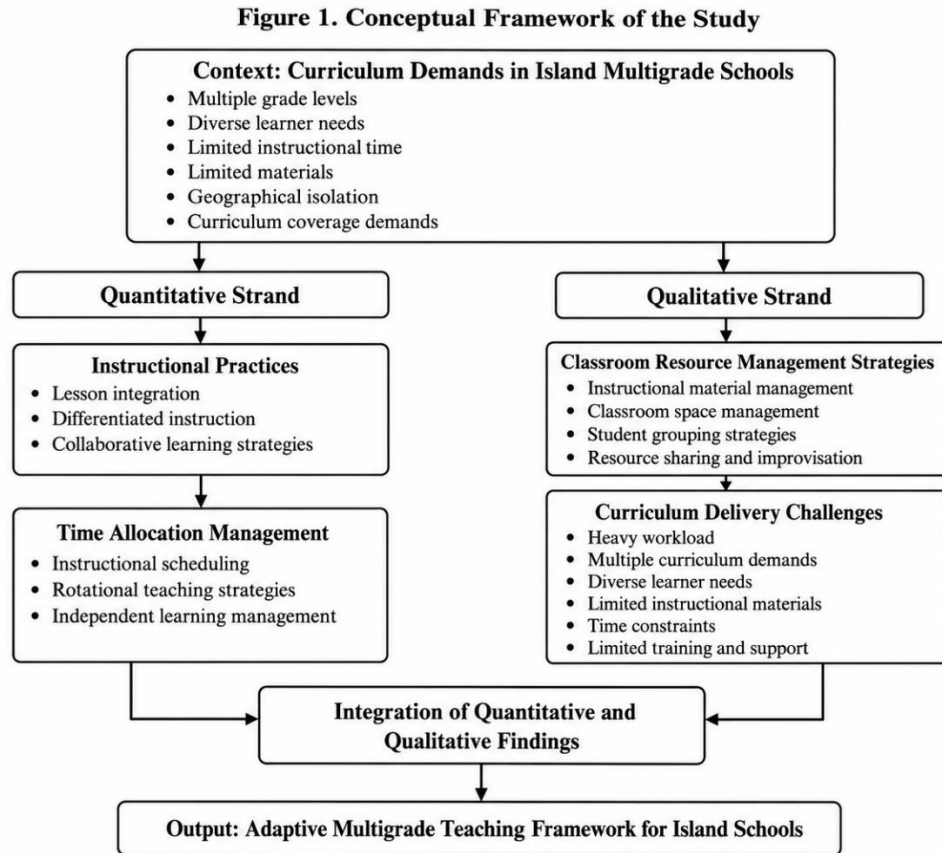 Figure 1. Conceptual Framework of the Study
Context: Curriculum Demands in Island Multigrade Schools
• Multiple grade levels
• Diverse learner needs
• Limited instructional time
• Limited materials
• Geographical isolation
• Curriculum coverage demands
Quantitative Strand
Qualitative Strand
Instructional Practices
• Lesson integration
• Differentiated instruction
• Collaborative learning strategies
Classroom Resource Management Strategies
• Instructional material management
• Classroom space management
• Student grouping strategies
• Resource sharing and improvisation
Time Allocation Management
• Instructional scheduling
• Rotational teaching strategies
• Independent learning management
Curriculum Delivery Challenges
• Heavy workload
• Multiple curriculum demands
• Diverse learner needs
• Limited instructional materials
• Time constraints
• Limited training and support
Integration of Quantitative and
Qualitative Findings
Output: Adaptive Multigrade Teaching Framework for Island Schools